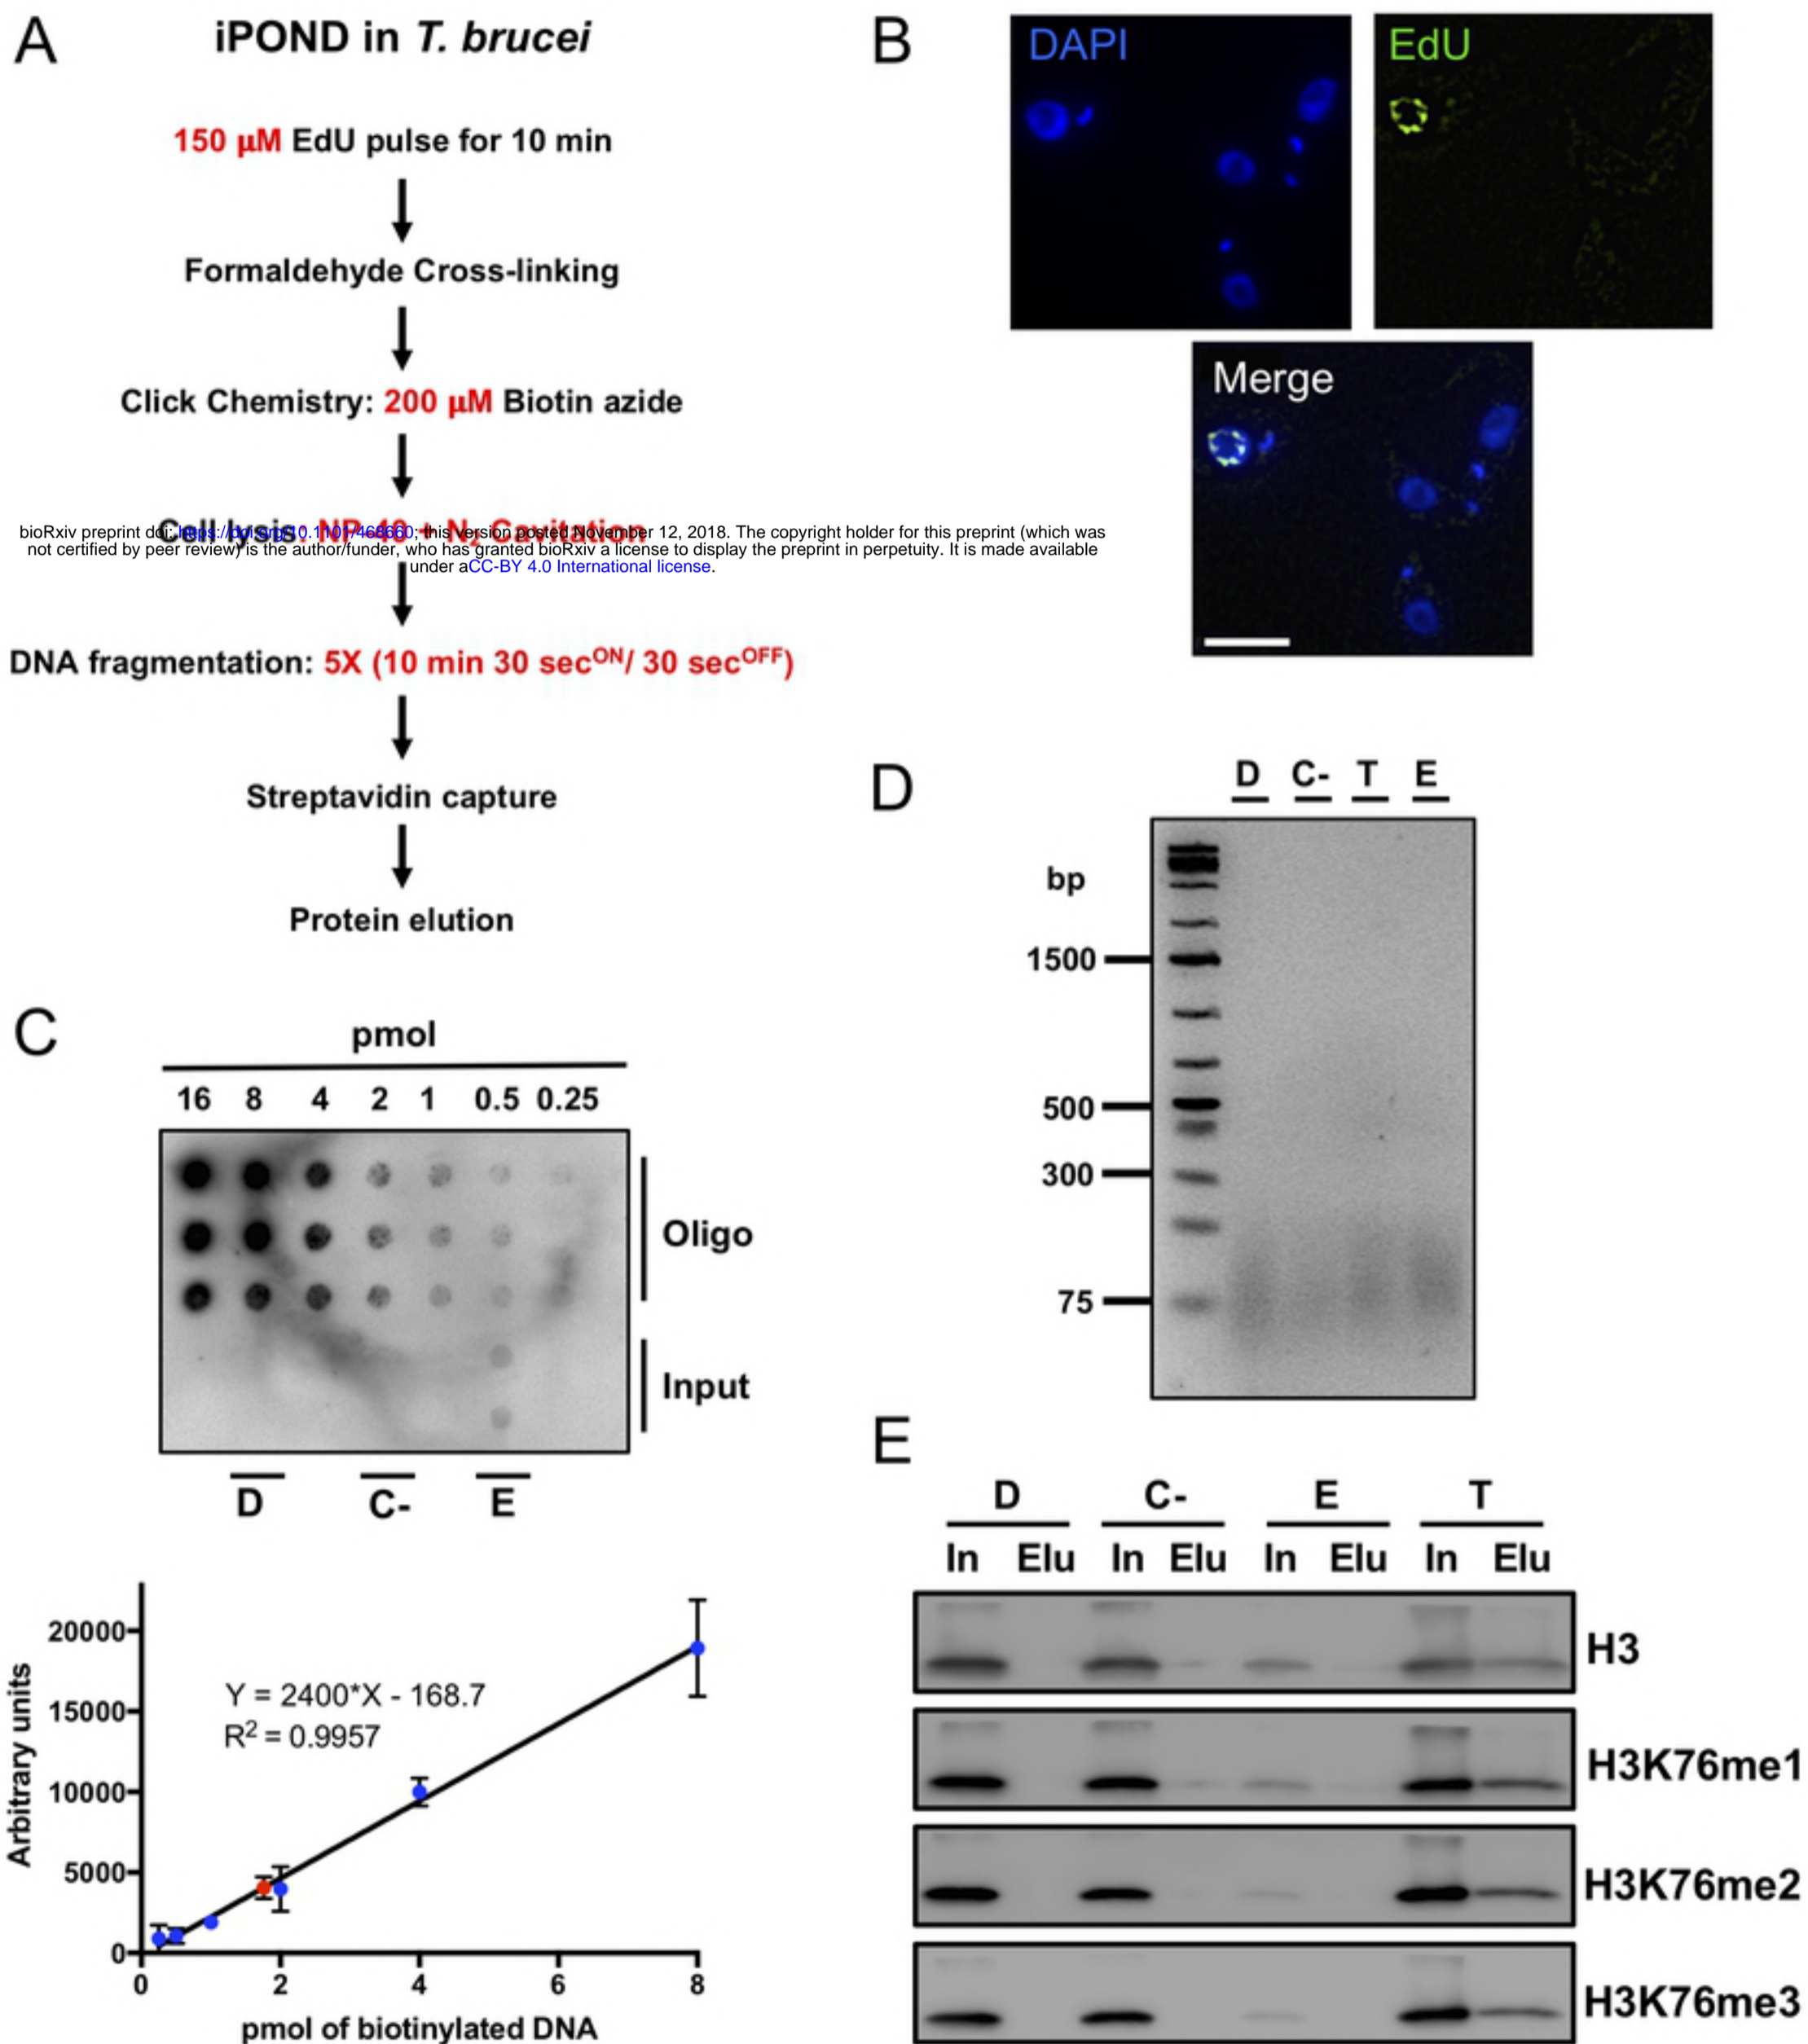 A
iPOND in T. brucei
150 µM EdU pulse for 10 min
Formaldehyde Cross-linking
Click Chemistry: 200 µM Biotin azide
Cell lysis: NP-40 + N2 Cavitation
bioRxiv preprint doi: https://doi.org/10.1101/468660; this version posted November 12, 2018. The copyright holder for this preprint (which was
not certified by peer review) is the author/funder, who has granted bioRxiv a license to display the preprint in perpetuity. It is made available
under aCC-BY 4.0 International license.
DNA fragmentation: 5X (10 min 30 secON/ 30 secOFF)
Streptavidin capture
Protein elution
B
DAPI
EdU
Merge
C
pmol
16 8 4 2 1 0.5 0.25
Oligo
Input
D C- E
20000
15000
10000
5000
0
Arbitrary units
Y = 2400*X - 168.7
R2 = 0.9957
0 2 4 6 8
pmol of biotinylated DNA
D
D C- T E
bp
1500
500
300
75
E
D C- E T
In Elu In Elu In Elu In Elu
H3
H3K76me1
H3K76me2
H3K76me3